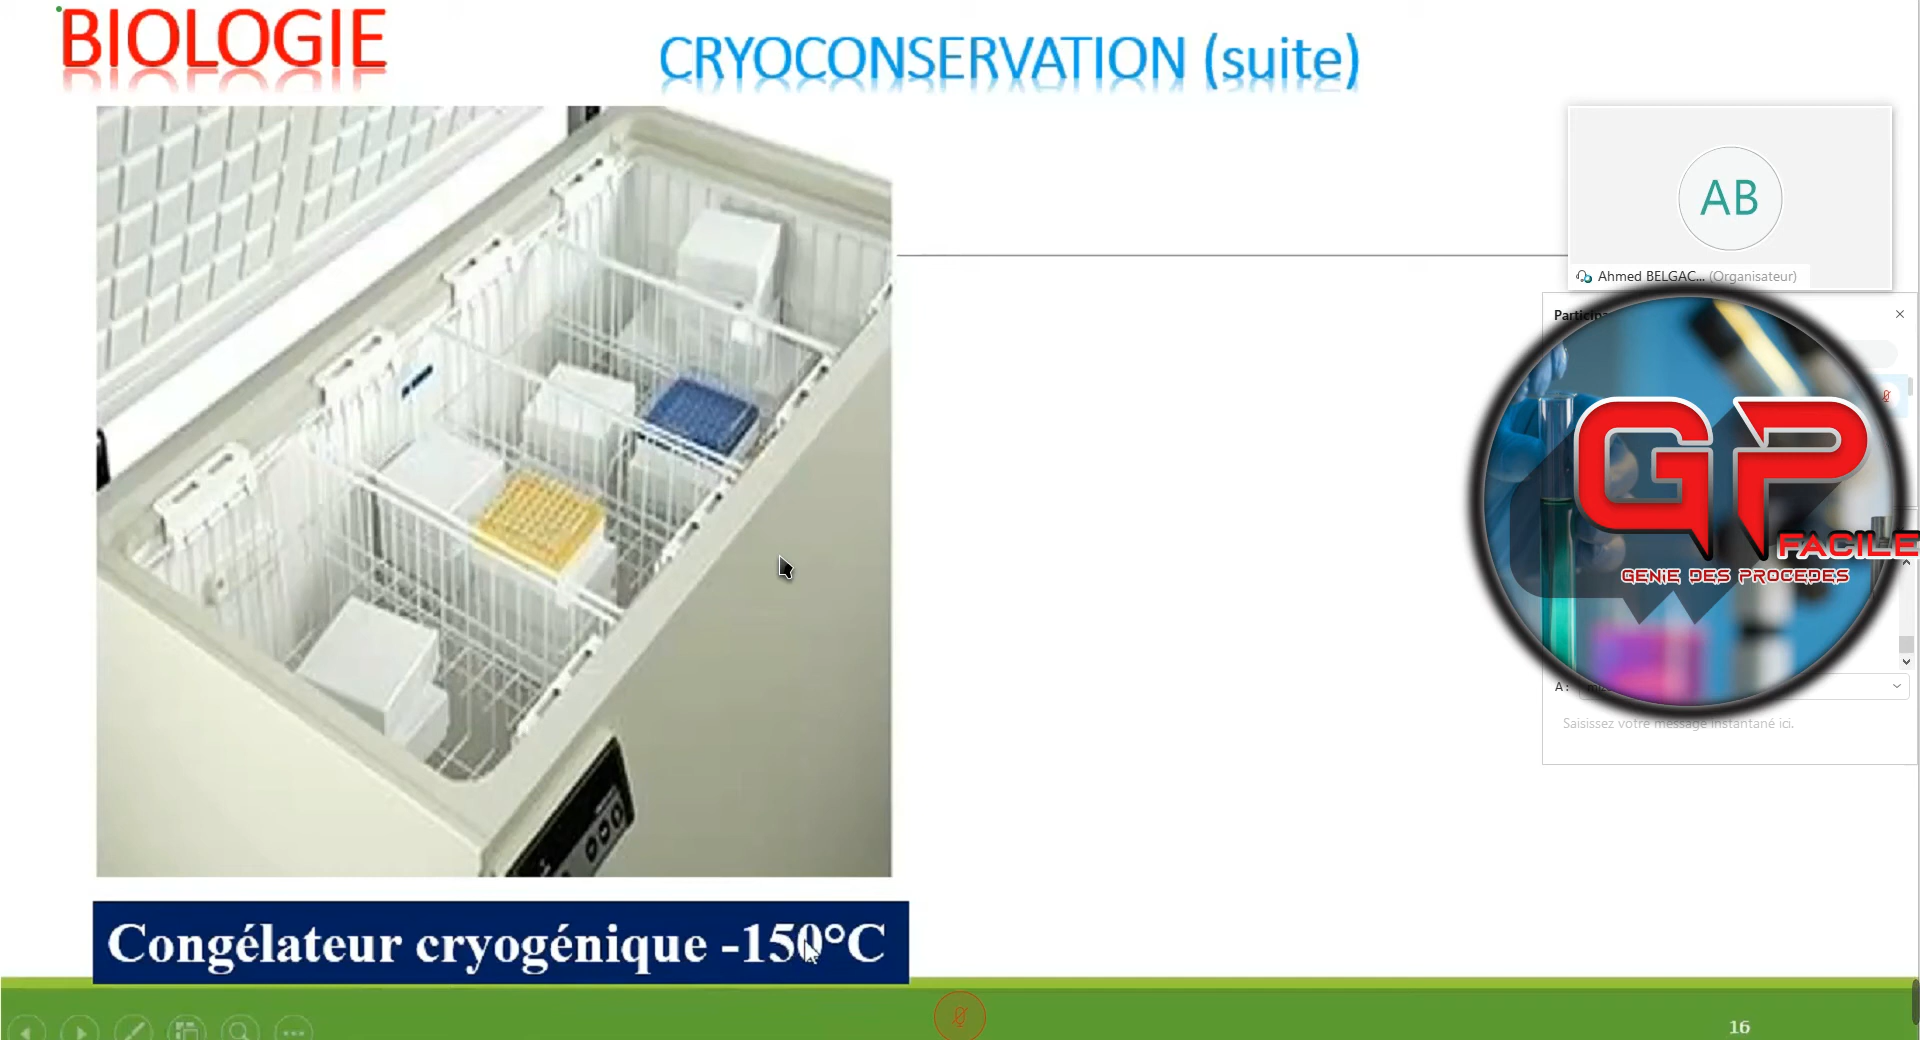 BIOLOGIE
CRYOCONSERVATION (suite)
AB
Ahmed BELGAC... (Organisateur)
GP
FACILE
GENIE DES PROCEDES
A :
Saisissez votre message instantané ici.
Congélateur cryogénique -150°C
16